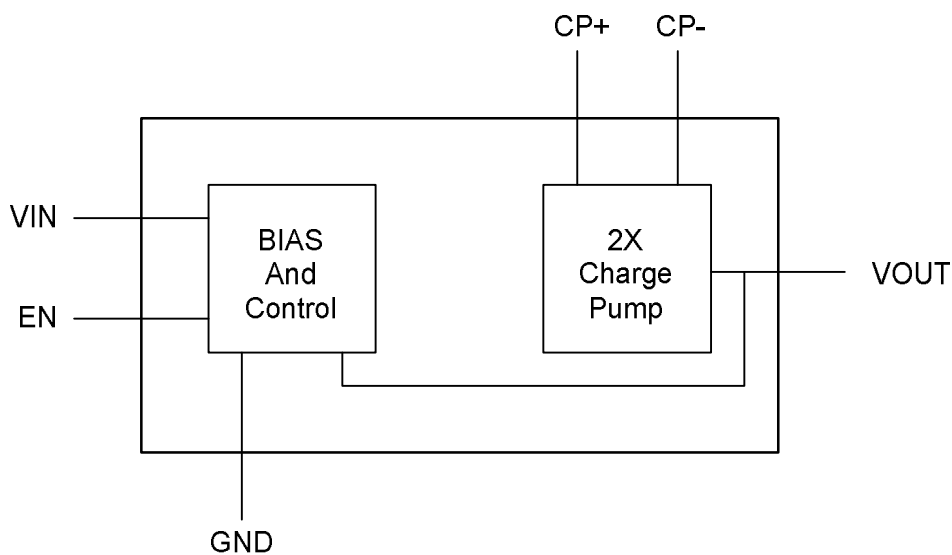 CP+ CP-
VIN
BIAS
And
Control
2X
Charge
Pump
VOUT
EN
GND